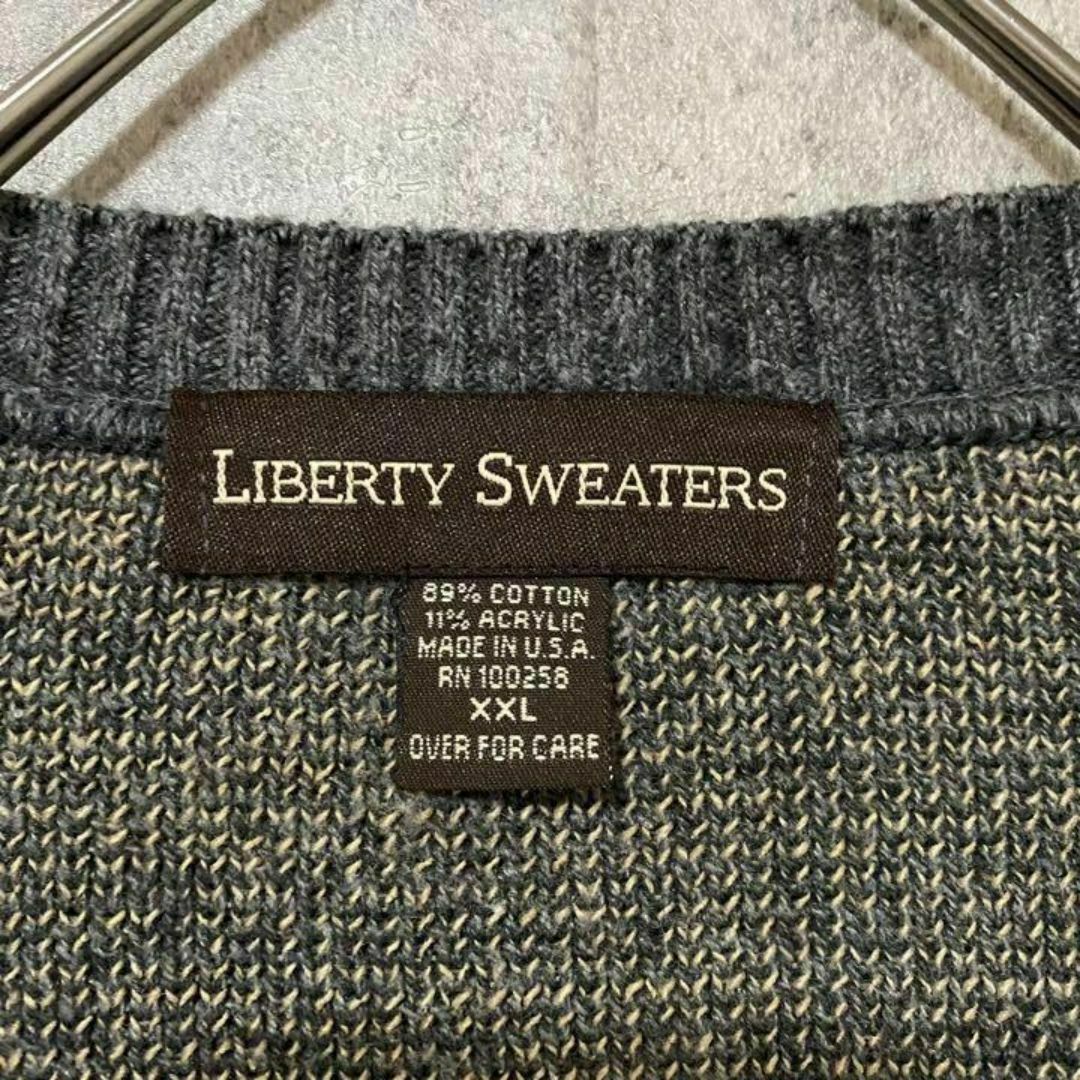 LIBERTY SWEATERS
89% COTTON
11% ACRYLIC
MADE IN U.S.A.
RN 100258
XXL
OVER FOR CARE